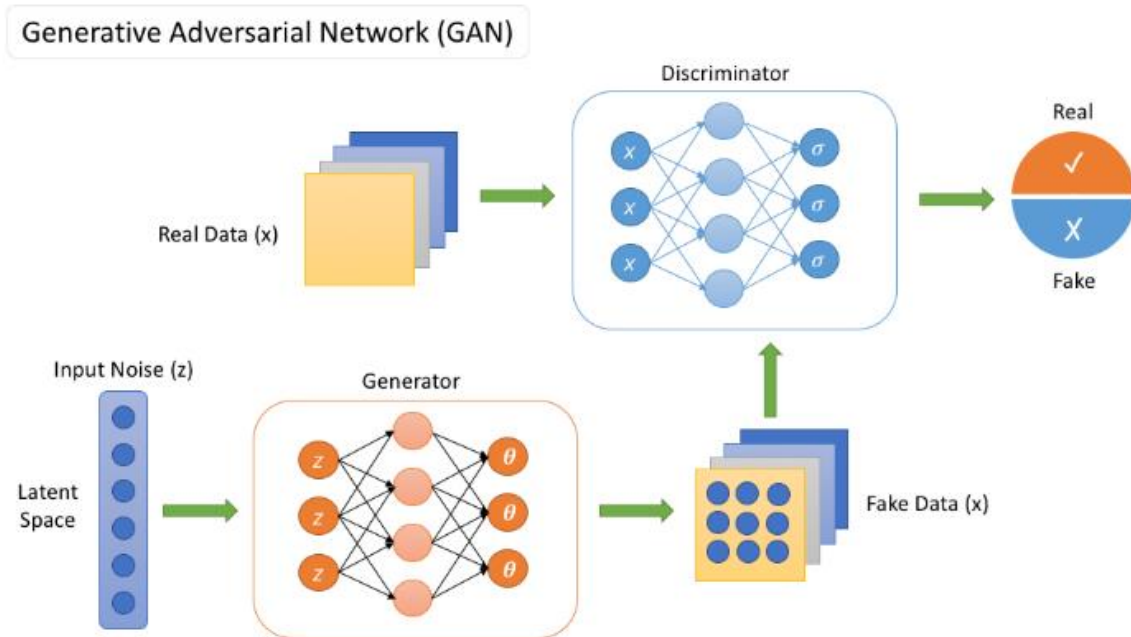 Generative Adversarial Network (GAN)
Discriminator
Real
✓
X
σ
X
σ
X
σ
Real Data (x)
X
Fake
Input Noise (z)
Generator
Z
θ
Z
θ
Z
θ
Latent
Space
Fake Data (x)